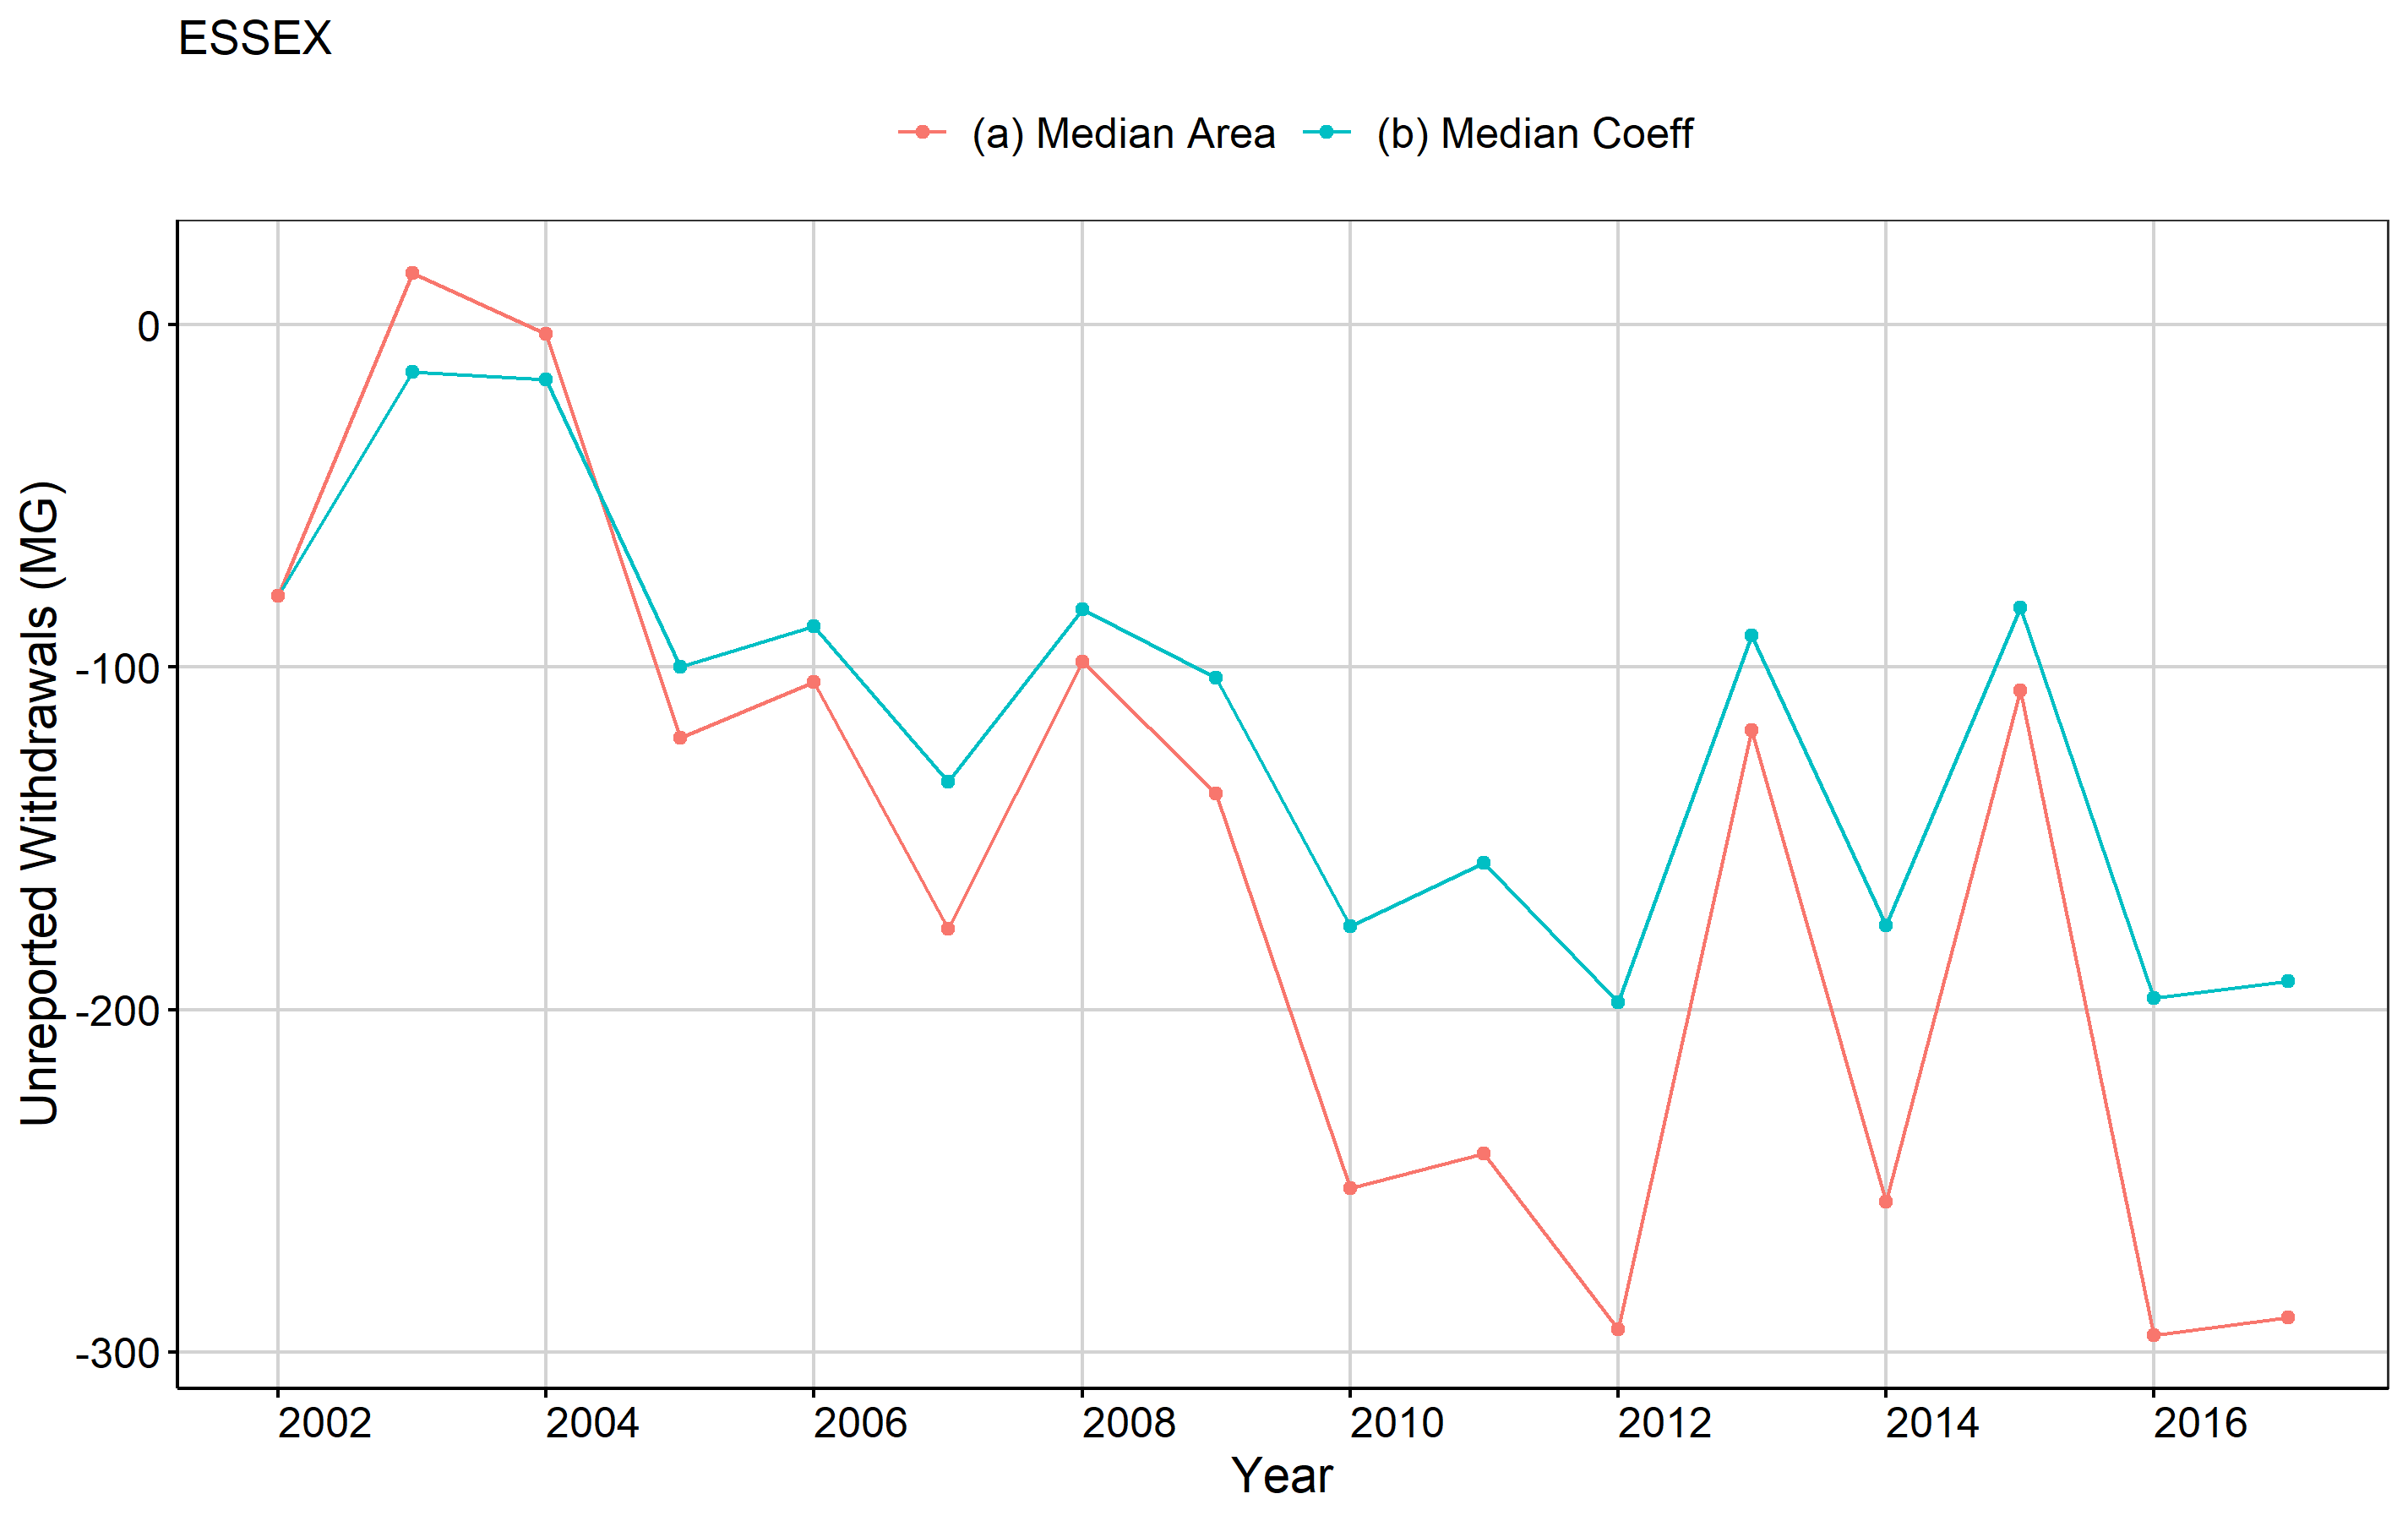 ESSEX
(a) Median Area (b) Median Coeff
Unreported Withdrawals (MG)
0
-100
-200
-300
2002 2004 2006 2008 2010 2012 2014 2016
Year